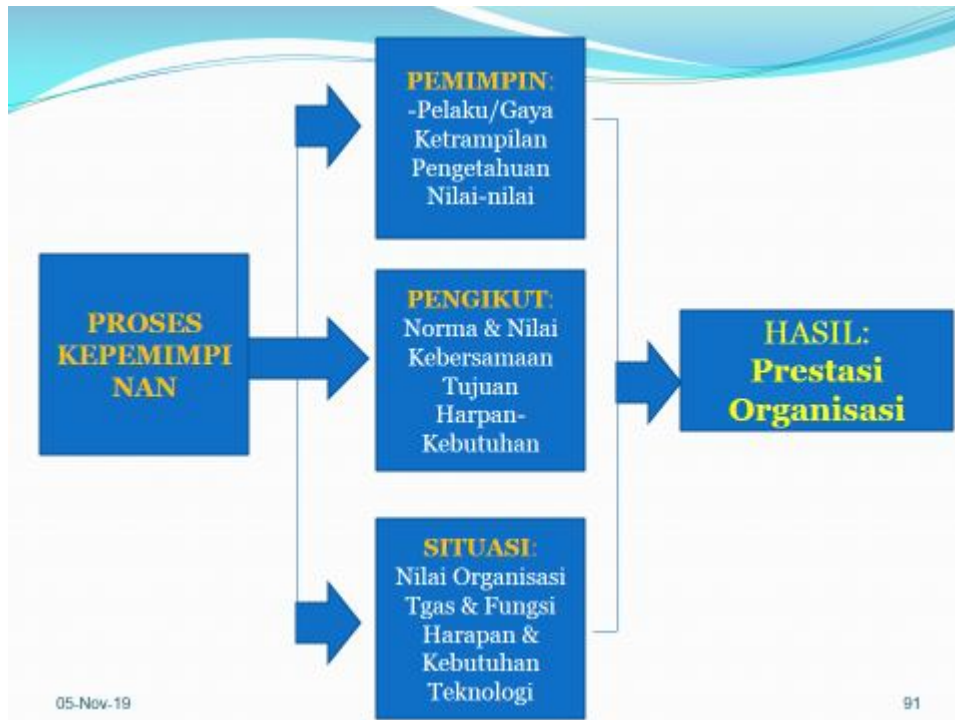 PROSES
KEPEMIMPI
NAN
PEMIMPIN:
-Pelaku/Gaya
Ketrampilan
Pengetahuan
Nilai-nilai
PENGIKUT:
Norma & Nilai
Kebersamaan
Tujuan
Harpan-
Kebutuhan
SITUASI:
Nilai Organisasi
Tgas & Fungsi
Harapan &
Kebutuhan
Teknologi
HASIL:
Prestasi
Organisasi
05-Nov-19
91